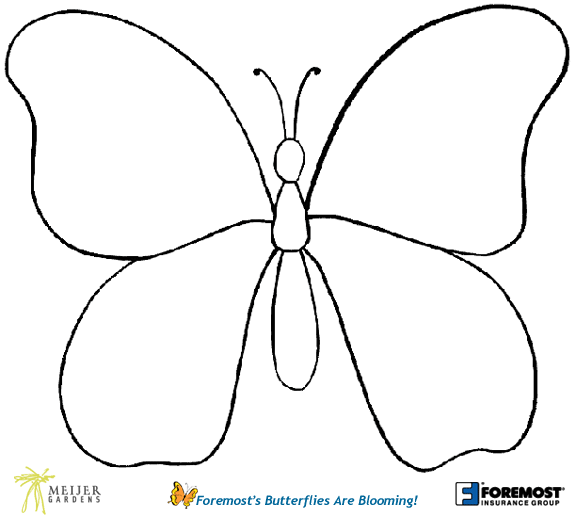 MEIJER
GARDENS
Foremost's Butterflies Are Blooming!
FOREMOST®
INSURANCE GROUP